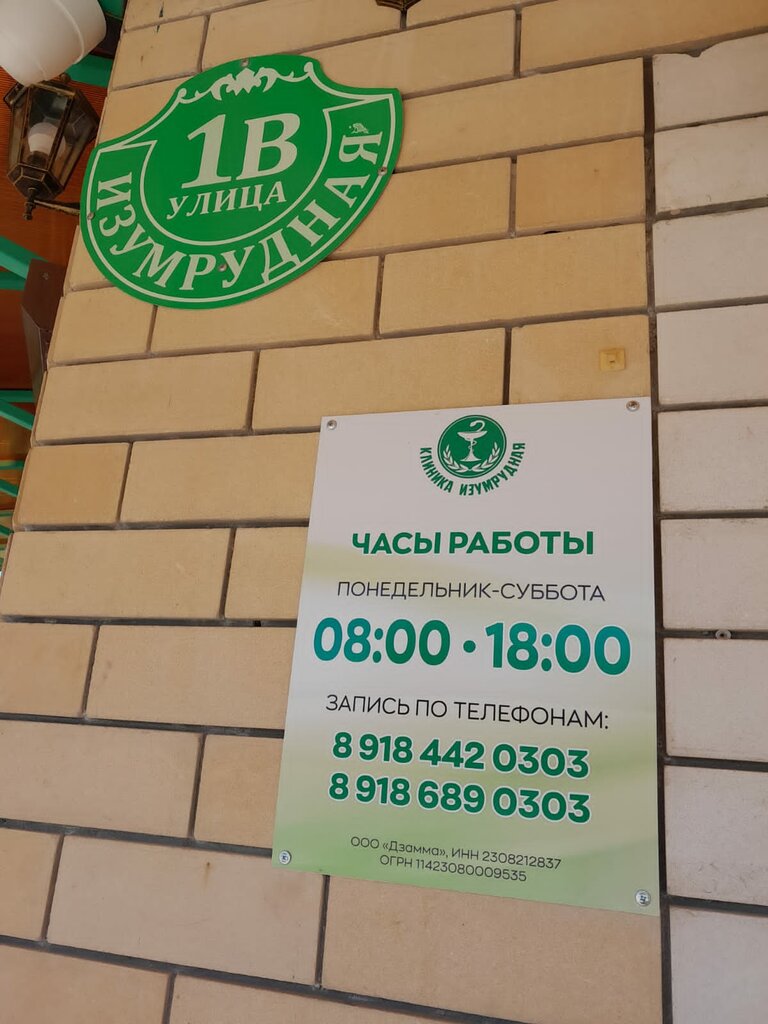 1В
УЛИЦА
ИЗУМРУДНАЯ
КЛИНИКА ИЗУМРУДНАЯ
ЧАСЫ РАБОТЫ
ПОНЕДЕЛЬНИК-СУББОТА
08:00 • 18:00
ЗАПИСЬ ПО ТЕЛЕФОНАМ:
8 918 442 0303
8 918 689 0303
ООО «Дзамма», ИНН 2308212837
ОГРН 11423080009535